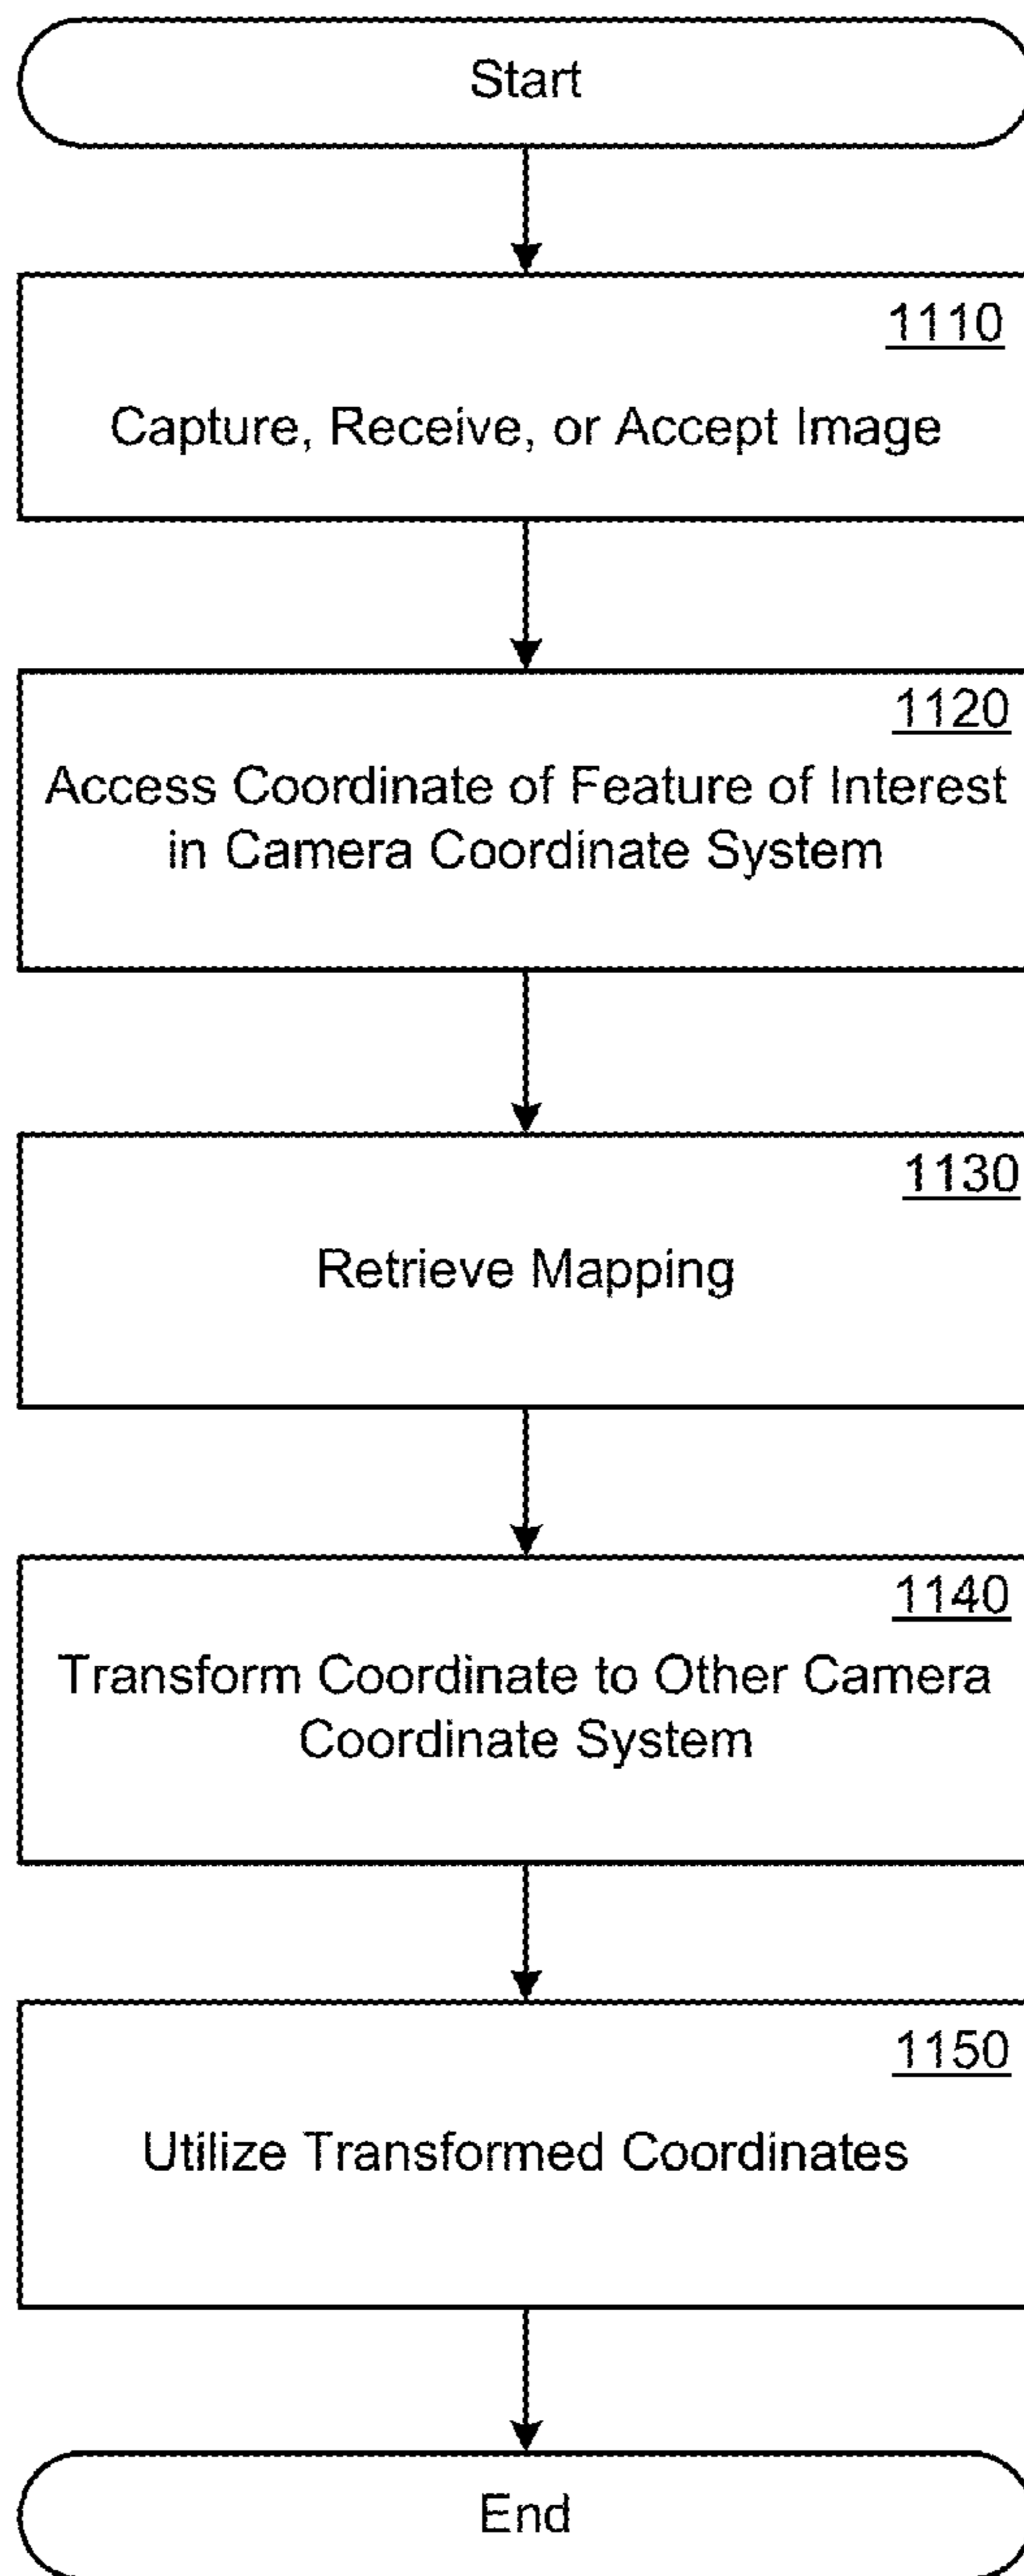 Start
1110
Capture, Receive, or Accept Image
1120
Access Coordinate of Feature of Interest
in Camera Coordinate System
1130
Retrieve Mapping
1140
Transform Coordinate to Other Camera
Coordinate System
1150
Utilize Transformed Coordinates
End